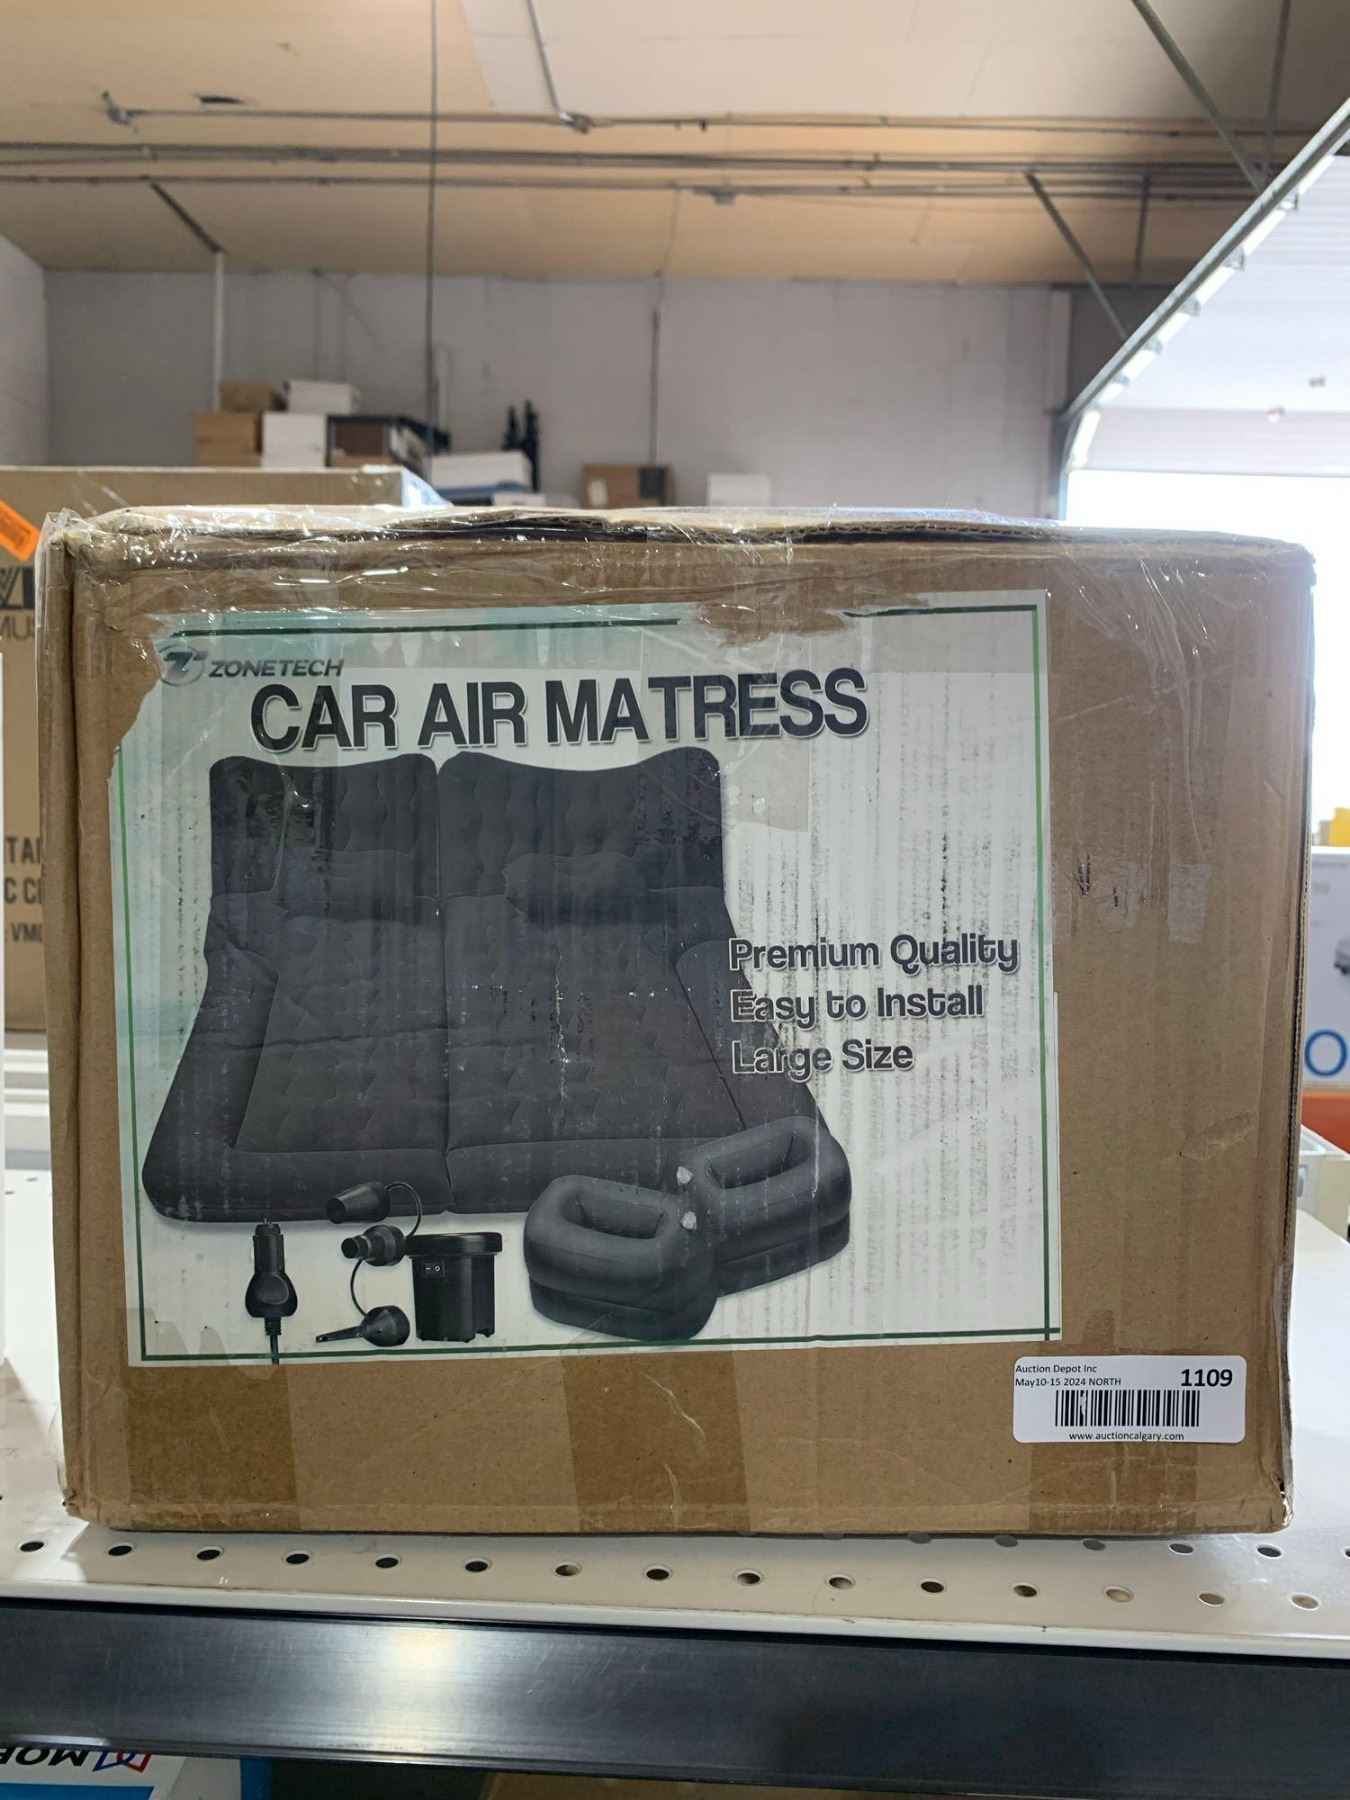 ZONETECH
CAR AIR MATRESS
Premium Quality
Easy to Install
Large Size
Auction Depot Inc
May10-15 2024 NORTH
1109
www.auctioncalgary.com